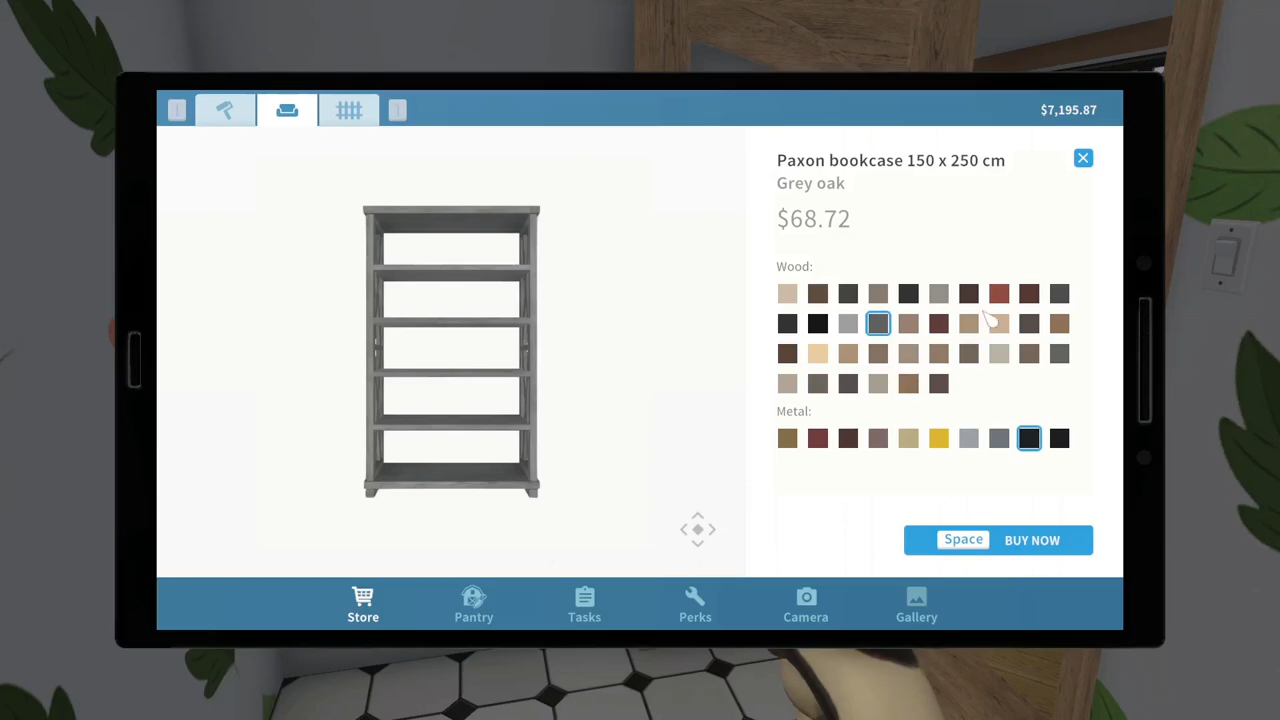 $7,195.87
Paxon bookcase 150 x 250 cm
Grey oak
$68.72
Wood:
Metal:
Space BUY NOW
Store Pantry Tasks Perks Camera Gallery